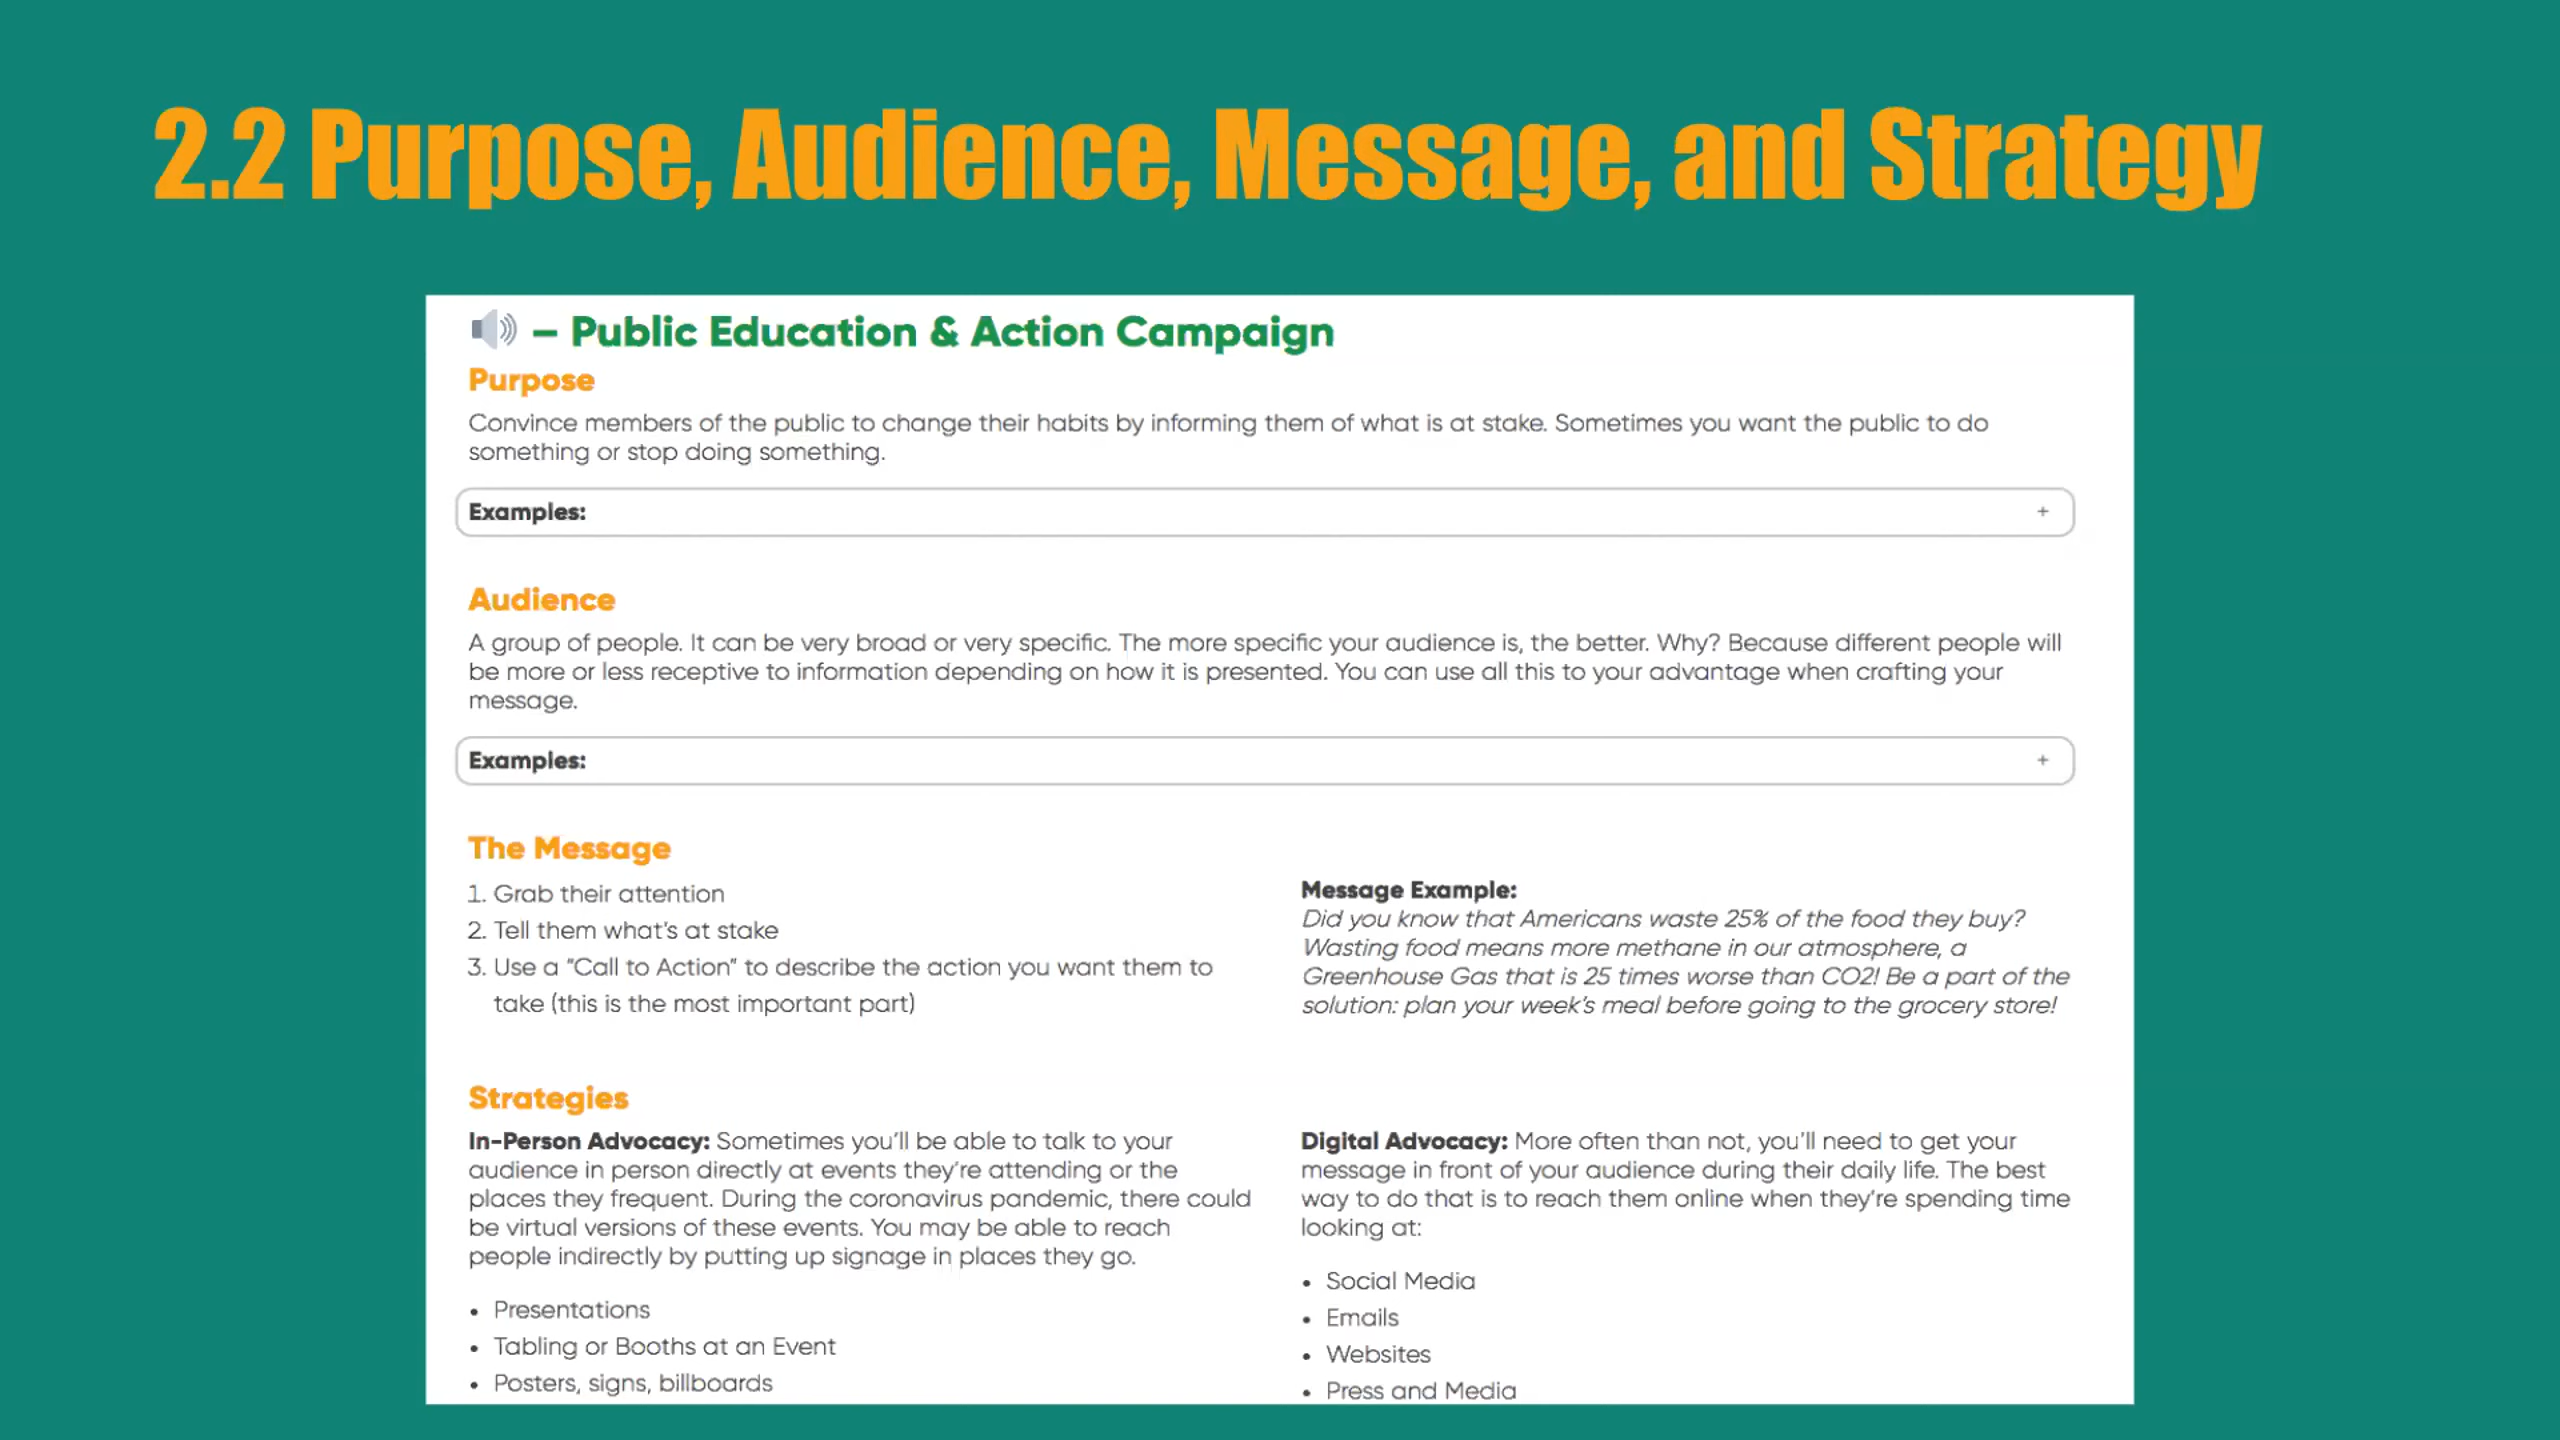 2.2 Purpose, Audience, Message, and Strategy
– Public Education & Action Campaign
Purpose
Convince members of the public to change their habits by informing them of what is at stake. Sometimes you want the public to do
something or stop doing something.
Examples:
+
Audience
A group of people. It can be very broad or very specific. The more specific your audience is, the better. Why? Because different people will
be more or less receptive to information depending on how it is presented. You can use all this to your advantage when crafting your
message.
Examples:
+
The Message
1. Grab their attention
2. Tell them what's at stake
3. Use a "Call to Action" to describe the action you want them to
take (this is the most important part)
Message Example:
Did you know that Americans waste 25% of the food they buy?
Wasting food means more methane in our atmosphere, a
Greenhouse Gas that is 25 times worse than CO2! Be a part of the
solution: plan your week's meal before going to the grocery store!
Strategies
In-Person Advocacy: Sometimes you'll be able to talk to your
audience in person directly at events they're attending or the
places they frequent. During the coronavirus pandemic, there could
be virtual versions of these events. You may be able to reach
people indirectly by putting up signage in places they go.
• Presentations
• Tabling or Booths at an Event
• Posters, signs, billboards
Digital Advocacy: More often than not, you'll need to get your
message in front of your audience during their daily life. The best
way to do that is to reach them online when they're spending time
looking at:
• Social Media
• Emails
• Websites
• Press and Media